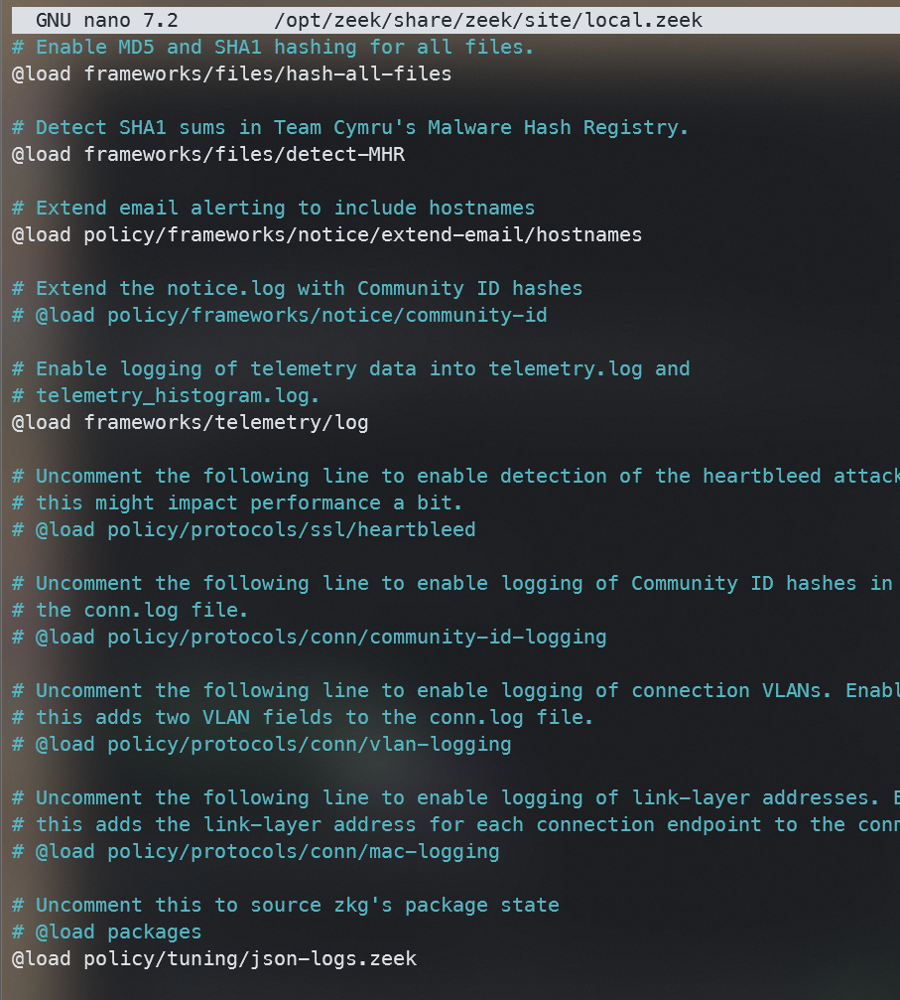 GNU nano 7.2 /opt/zeek/share/zeek/site/local.zeek
# Enable MD5 and SHA1 hashing for all files.
@load frameworks/files/hash-all-files
# Detect SHA1 sums in Team Cymru's Malware Hash Registry.
@load frameworks/files/detect-MHR
# Extend email alerting to include hostnames
@load policy/frameworks/notice/extend-email/hostnames
# Extend the notice.log with Community ID hashes
# @load policy/frameworks/notice/community-id
# Enable logging of telemetry data into telemetry.log and
# telemetry_histogram.log.
@load frameworks/telemetry/log
# Uncomment the following line to enable detection of the heartbleed attack
# this might impact performance a bit.
# @load policy/protocols/ssl/heartbleed
# Uncomment the following line to enable logging of Community ID hashes in
# the conn.log file.
# @load policy/protocols/conn/community-id-logging
# Uncomment the following line to enable logging of connection VLANs. Enabl
# this adds two VLAN fields to the conn.log file.
# @load policy/protocols/conn/vlan-logging
# Uncomment the following line to enable logging of link-layer addresses. E
# this adds the link-layer address for each connection endpoint to the conn
# @load policy/protocols/conn/mac-logging
# Uncomment this to source zkg's package state
# @load packages
@load policy/tuning/json-logs.zeek